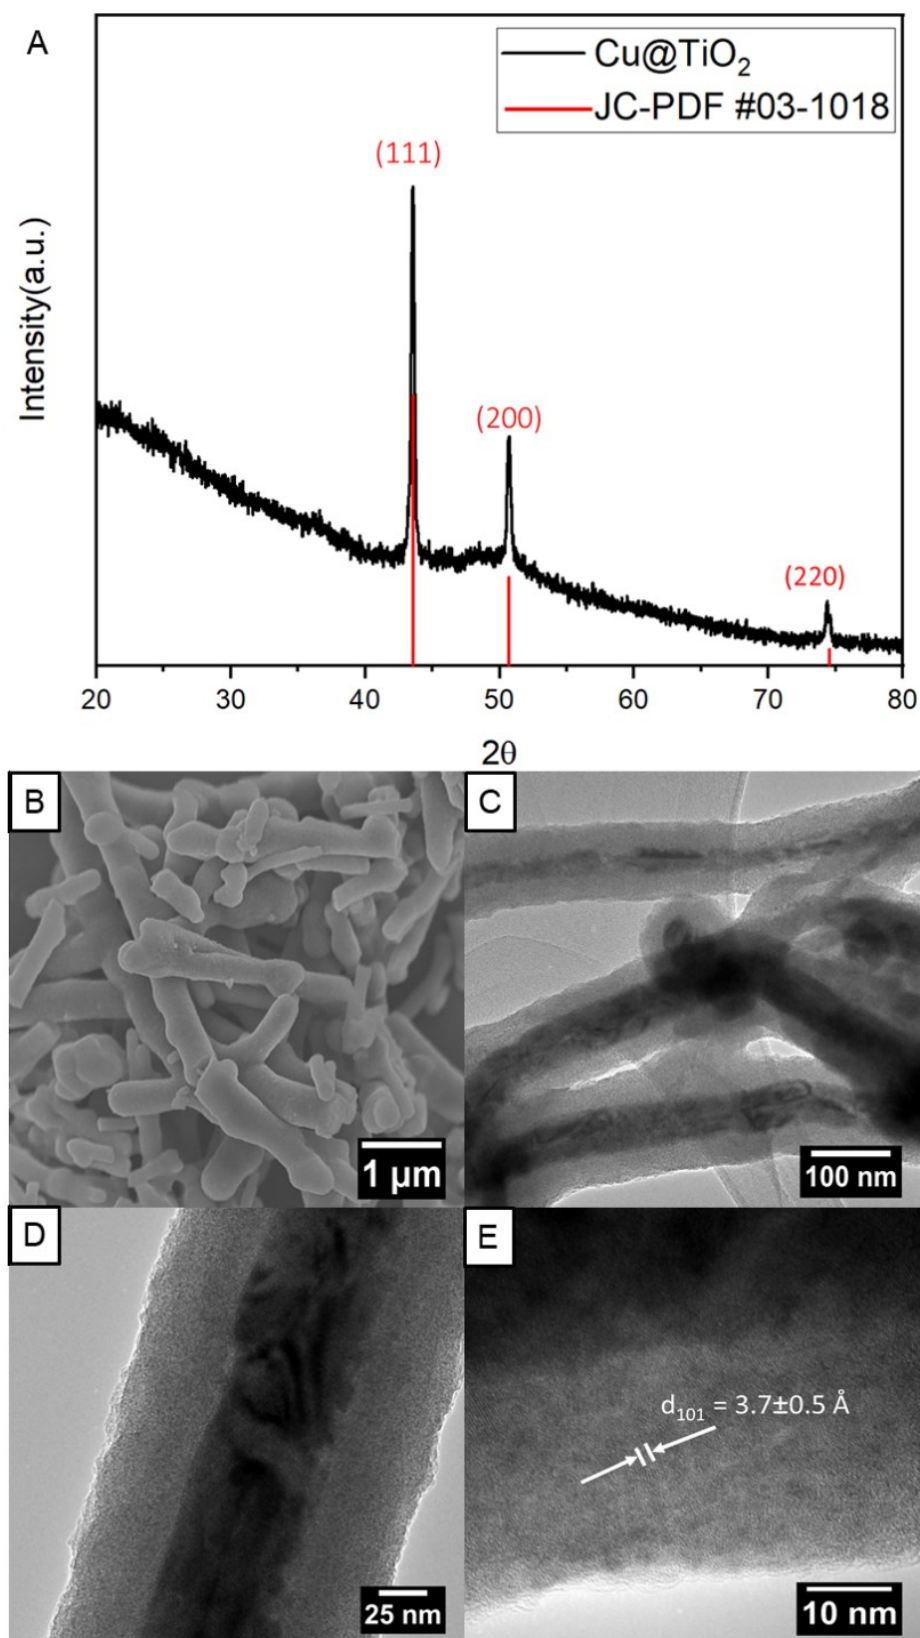 A
Cu@TiO₂
JC-PDF #03-1018
(111)
(200)
(220)
Intensity(a.u.)
20 30 40 50 60 70 80
2θ
B
1 µm
C
100 nm
D
25 nm
E
d₁₀₁ = 3.7±0.5 Å
10 nm